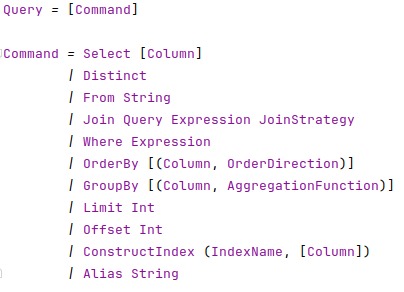 Query = [Command]
Command = Select [Column]
| Distinct
| From String
| Join Query Expression JoinStrategy
| Where Expression
| OrderBy [(Column, OrderDirection)]
| GroupBy [(Column, AggregationFunction)]
| Limit Int
| Offset Int
| ConstructIndex (IndexName, [Column])
| Alias String